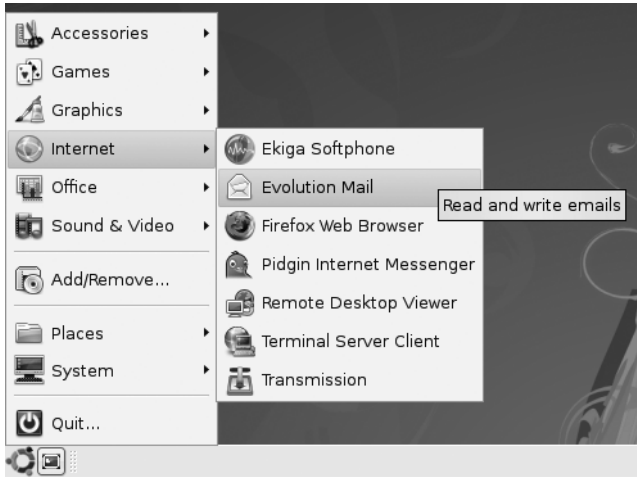 Accessories
Games
Graphics
Internet
Office
Sound & Video
Add/Remove...
Places
System
Quit...
Ekiga Softphone
Evolution Mail
Firefox Web Browser
Pidgin Internet Messenger
Remote Desktop Viewer
Terminal Server Client
Transmission
Read and write emails